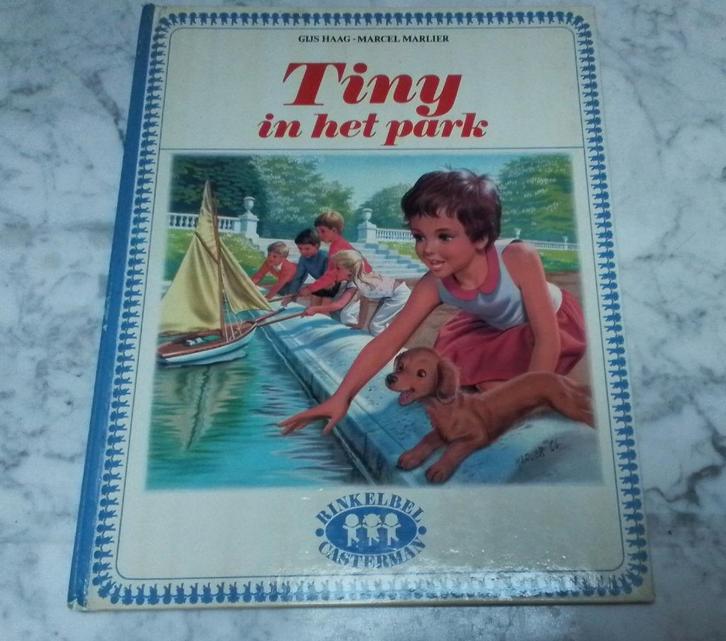 GIJS HAAG - MARCEL MARLIER
Tiny
in het park
RINKELBEL
CASTERMAN